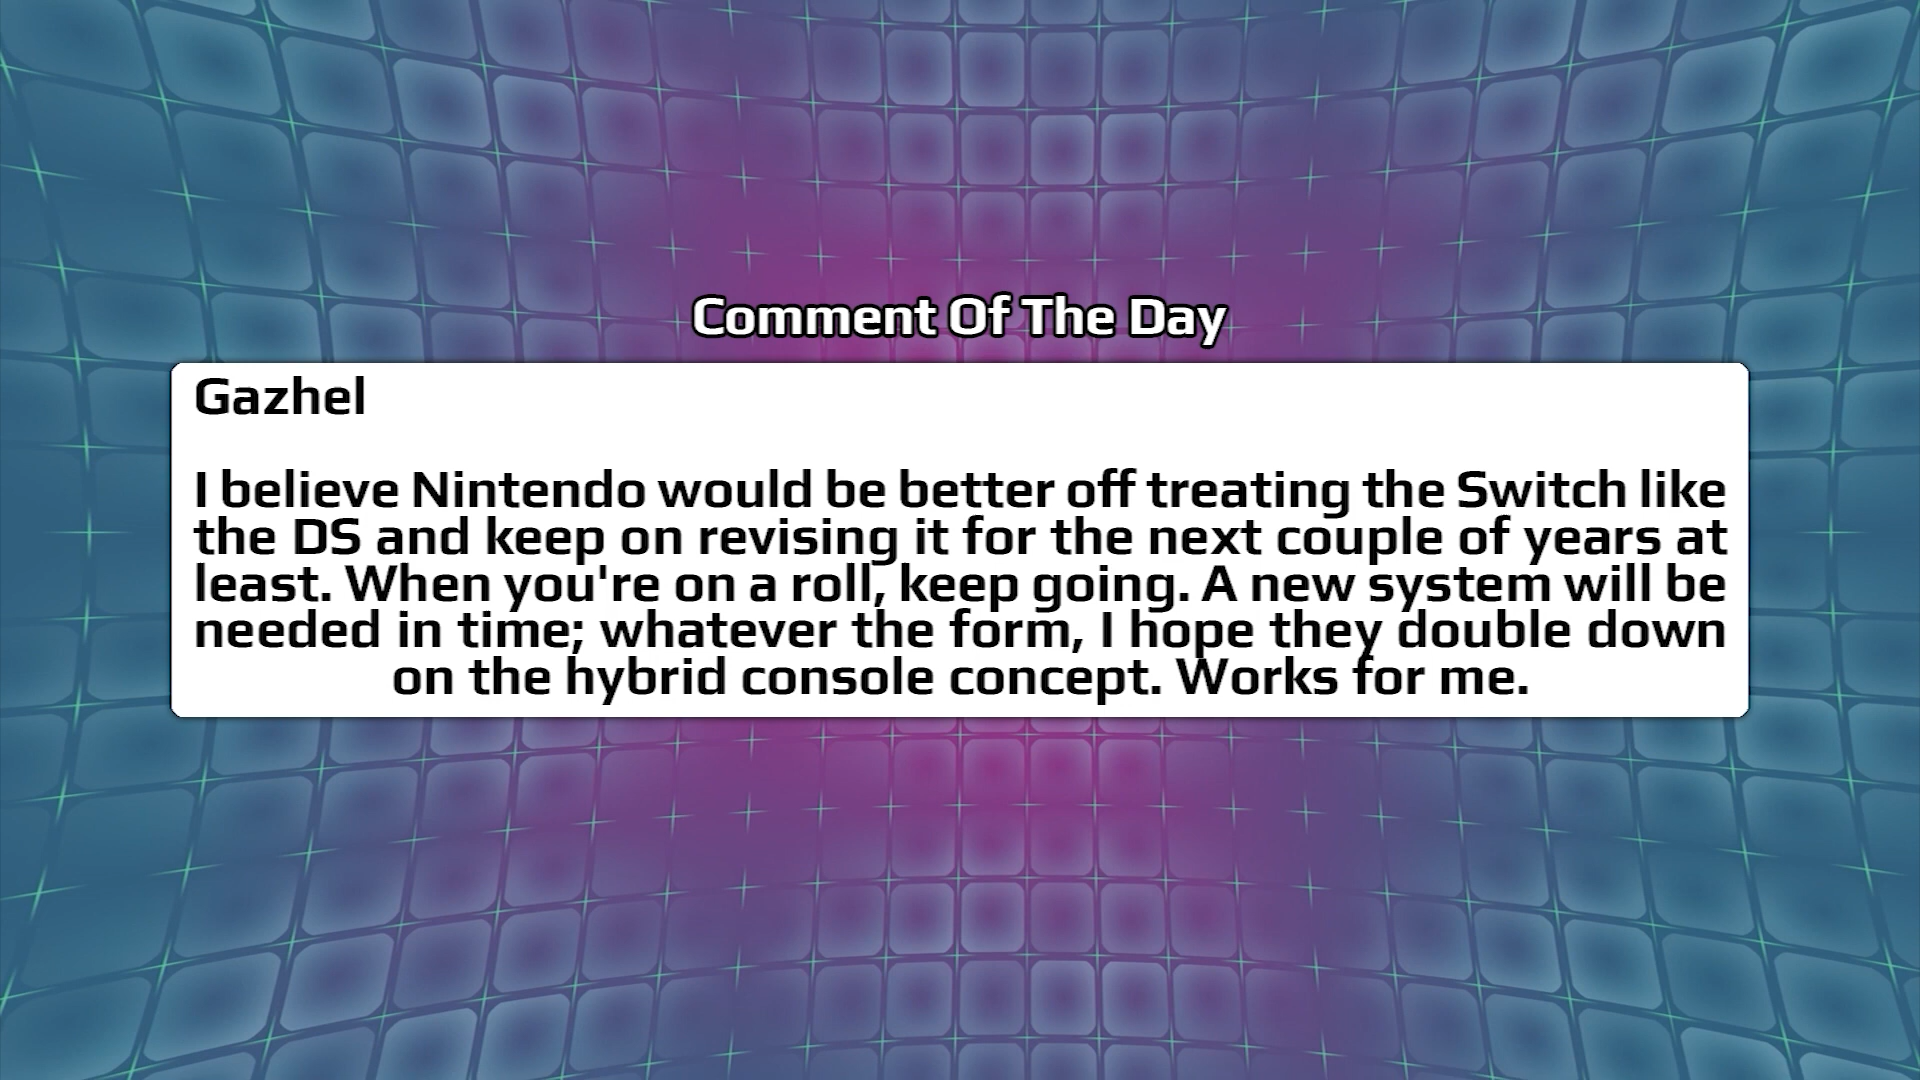 Comment Of The Day
Gazhel
I believe Nintendo would be better off treating the Switch like
the DS and keep on revising it for the next couple of years at
least. When you're on a roll, keep going. A new system will be
needed in time; whatever the form, I hope they double down
on the hybrid console concept. Works for me.